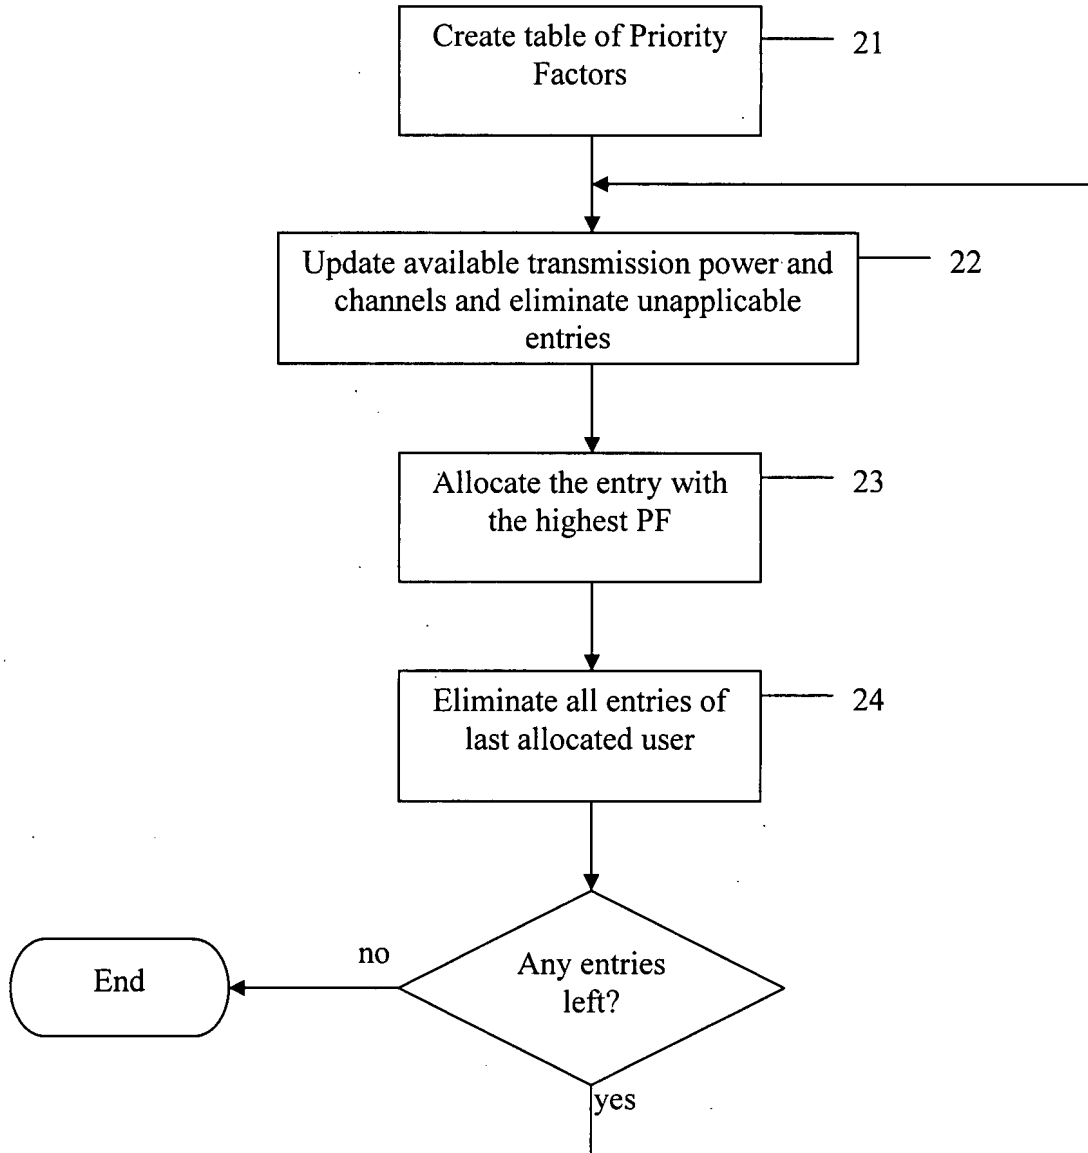 Create table of Priority
Factors
21
Update available transmission power and
channels and eliminate unapplicable
entries
22
Allocate the entry with
the highest PF
23
Eliminate all entries of
last allocated user
24
Any entries
left?
no
End
yes